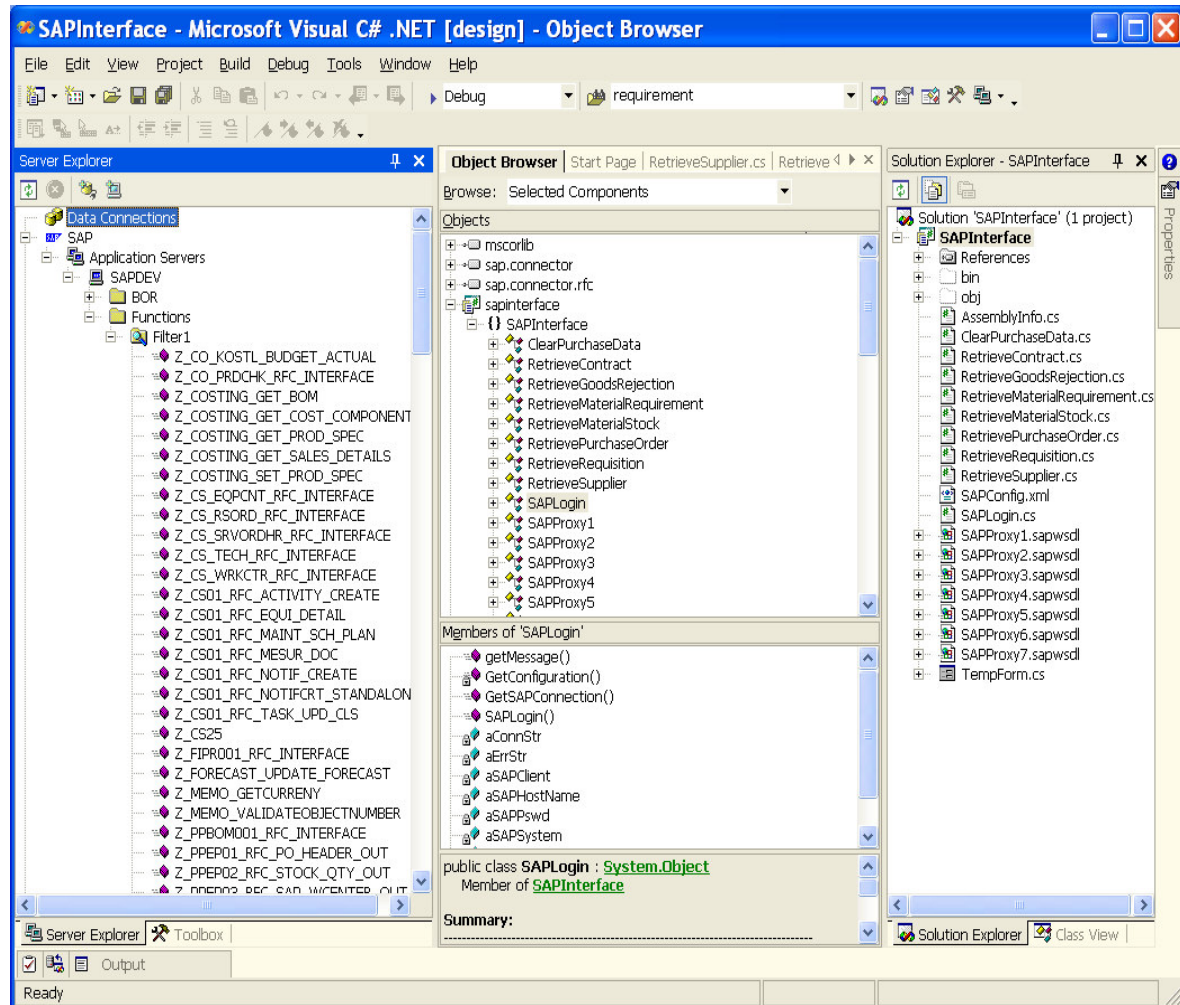 SAPInterface - Microsoft Visual C# .NET [design] - Object Browser
File Edit View Project Build Debug Tools Window Help
Debug requirement
Server Explorer
Data Connections
SAP
Application Servers
SAPDEV
BOR
Functions
Filter1
Z_CO_KOSTL_BUDGET_ACTUAL
Z_CO_PRDCHK_RFC_INTERFACE
Z_COSTING_GET_BOM
Z_COSTING_GET_COST_COMPONENT
Z_COSTING_GET_PROD_SPEC
Z_COSTING_GET_SALES_DETAILS
Z_COSTING_SET_PROD_SPEC
Z_CS_EQPCNT_RFC_INTERFACE
Z_CS_RSORD_RFC_INTERFACE
Z_CS_SRVORDHR_RFC_INTERFACE
Z_CS_TECH_RFC_INTERFACE
Z_CS_WRKCTR_RFC_INTERFACE
Z_CS01_RFC_ACTIVITY_CREATE
Z_CS01_RFC_EQUI_DETAIL
Z_CS01_RFC_MAINT_SCH_PLAN
Z_CS01_RFC_MESUR_DOC
Z_CS01_RFC_NOTIF_CREATE
Z_CS01_RFC_NOTIFCRT_STANDALON
Z_CS01_RFC_TASK_UPD_CLS
Z_CS25
Z_FIPR001_RFC_INTERFACE
Z_FORECAST_UPDATE_FORECAST
Z_MEMO_GETCURRENY
Z_MEMO_VALIDATEOBJECTNUMBER
Z_PPBOM001_RFC_INTERFACE
Z_PPEP01_RFC_PO_HEADER_OUT
Z_PPEP02_RFC_STOCK_QTY_OUT
Z_PPEP03_RFC_SAP_WCENTER_OUT
Server Explorer Toolbox
Object Browser Start Page RetrieveSupplier.cs Retrieve
Browse: Selected Components
Objects
mscorlib
sap.connector
sap.connector.rfc
sapinterface
{} SAPInterface
ClearPurchaseData
RetrieveContract
RetrieveGoodsRejection
RetrieveMaterialRequirement
RetrieveMaterialStock
RetrievePurchaseOrder
RetrieveRequisition
RetrieveSupplier
SAPLogin
SAPProxy1
SAPProxy2
SAPProxy3
SAPProxy4
SAPProxy5
Members of 'SAPLogin'
getMessage()
GetConfiguration()
GetSAPConnection()
SAPLogin()
aConnStr
aErrStr
aSAPClient
aSAPHostName
aSAPPswd
aSAPSystem
public class SAPLogin : System.Object
Member of SAPInterface
Summary:
Solution Explorer - SAPInterface
Solution 'SAPInterface' (1 project)
SAPInterface
References
bin
obj
AssemblyInfo.cs
ClearPurchaseData.cs
RetrieveContract.cs
RetrieveGoodsRejection.cs
RetrieveMaterialRequirement.cs
RetrieveMaterialStock.cs
RetrievePurchaseOrder.cs
RetrieveRequisition.cs
RetrieveSupplier.cs
SAPConfig.xml
SAPLogin.cs
SAPProxy1.sapwsdl
SAPProxy2.sapwsdl
SAPProxy3.sapwsdl
SAPProxy4.sapwsdl
SAPProxy5.sapwsdl
SAPProxy6.sapwsdl
SAPProxy7.sapwsdl
TempForm.cs
Solution Explorer Class View
Properties
Output
Ready